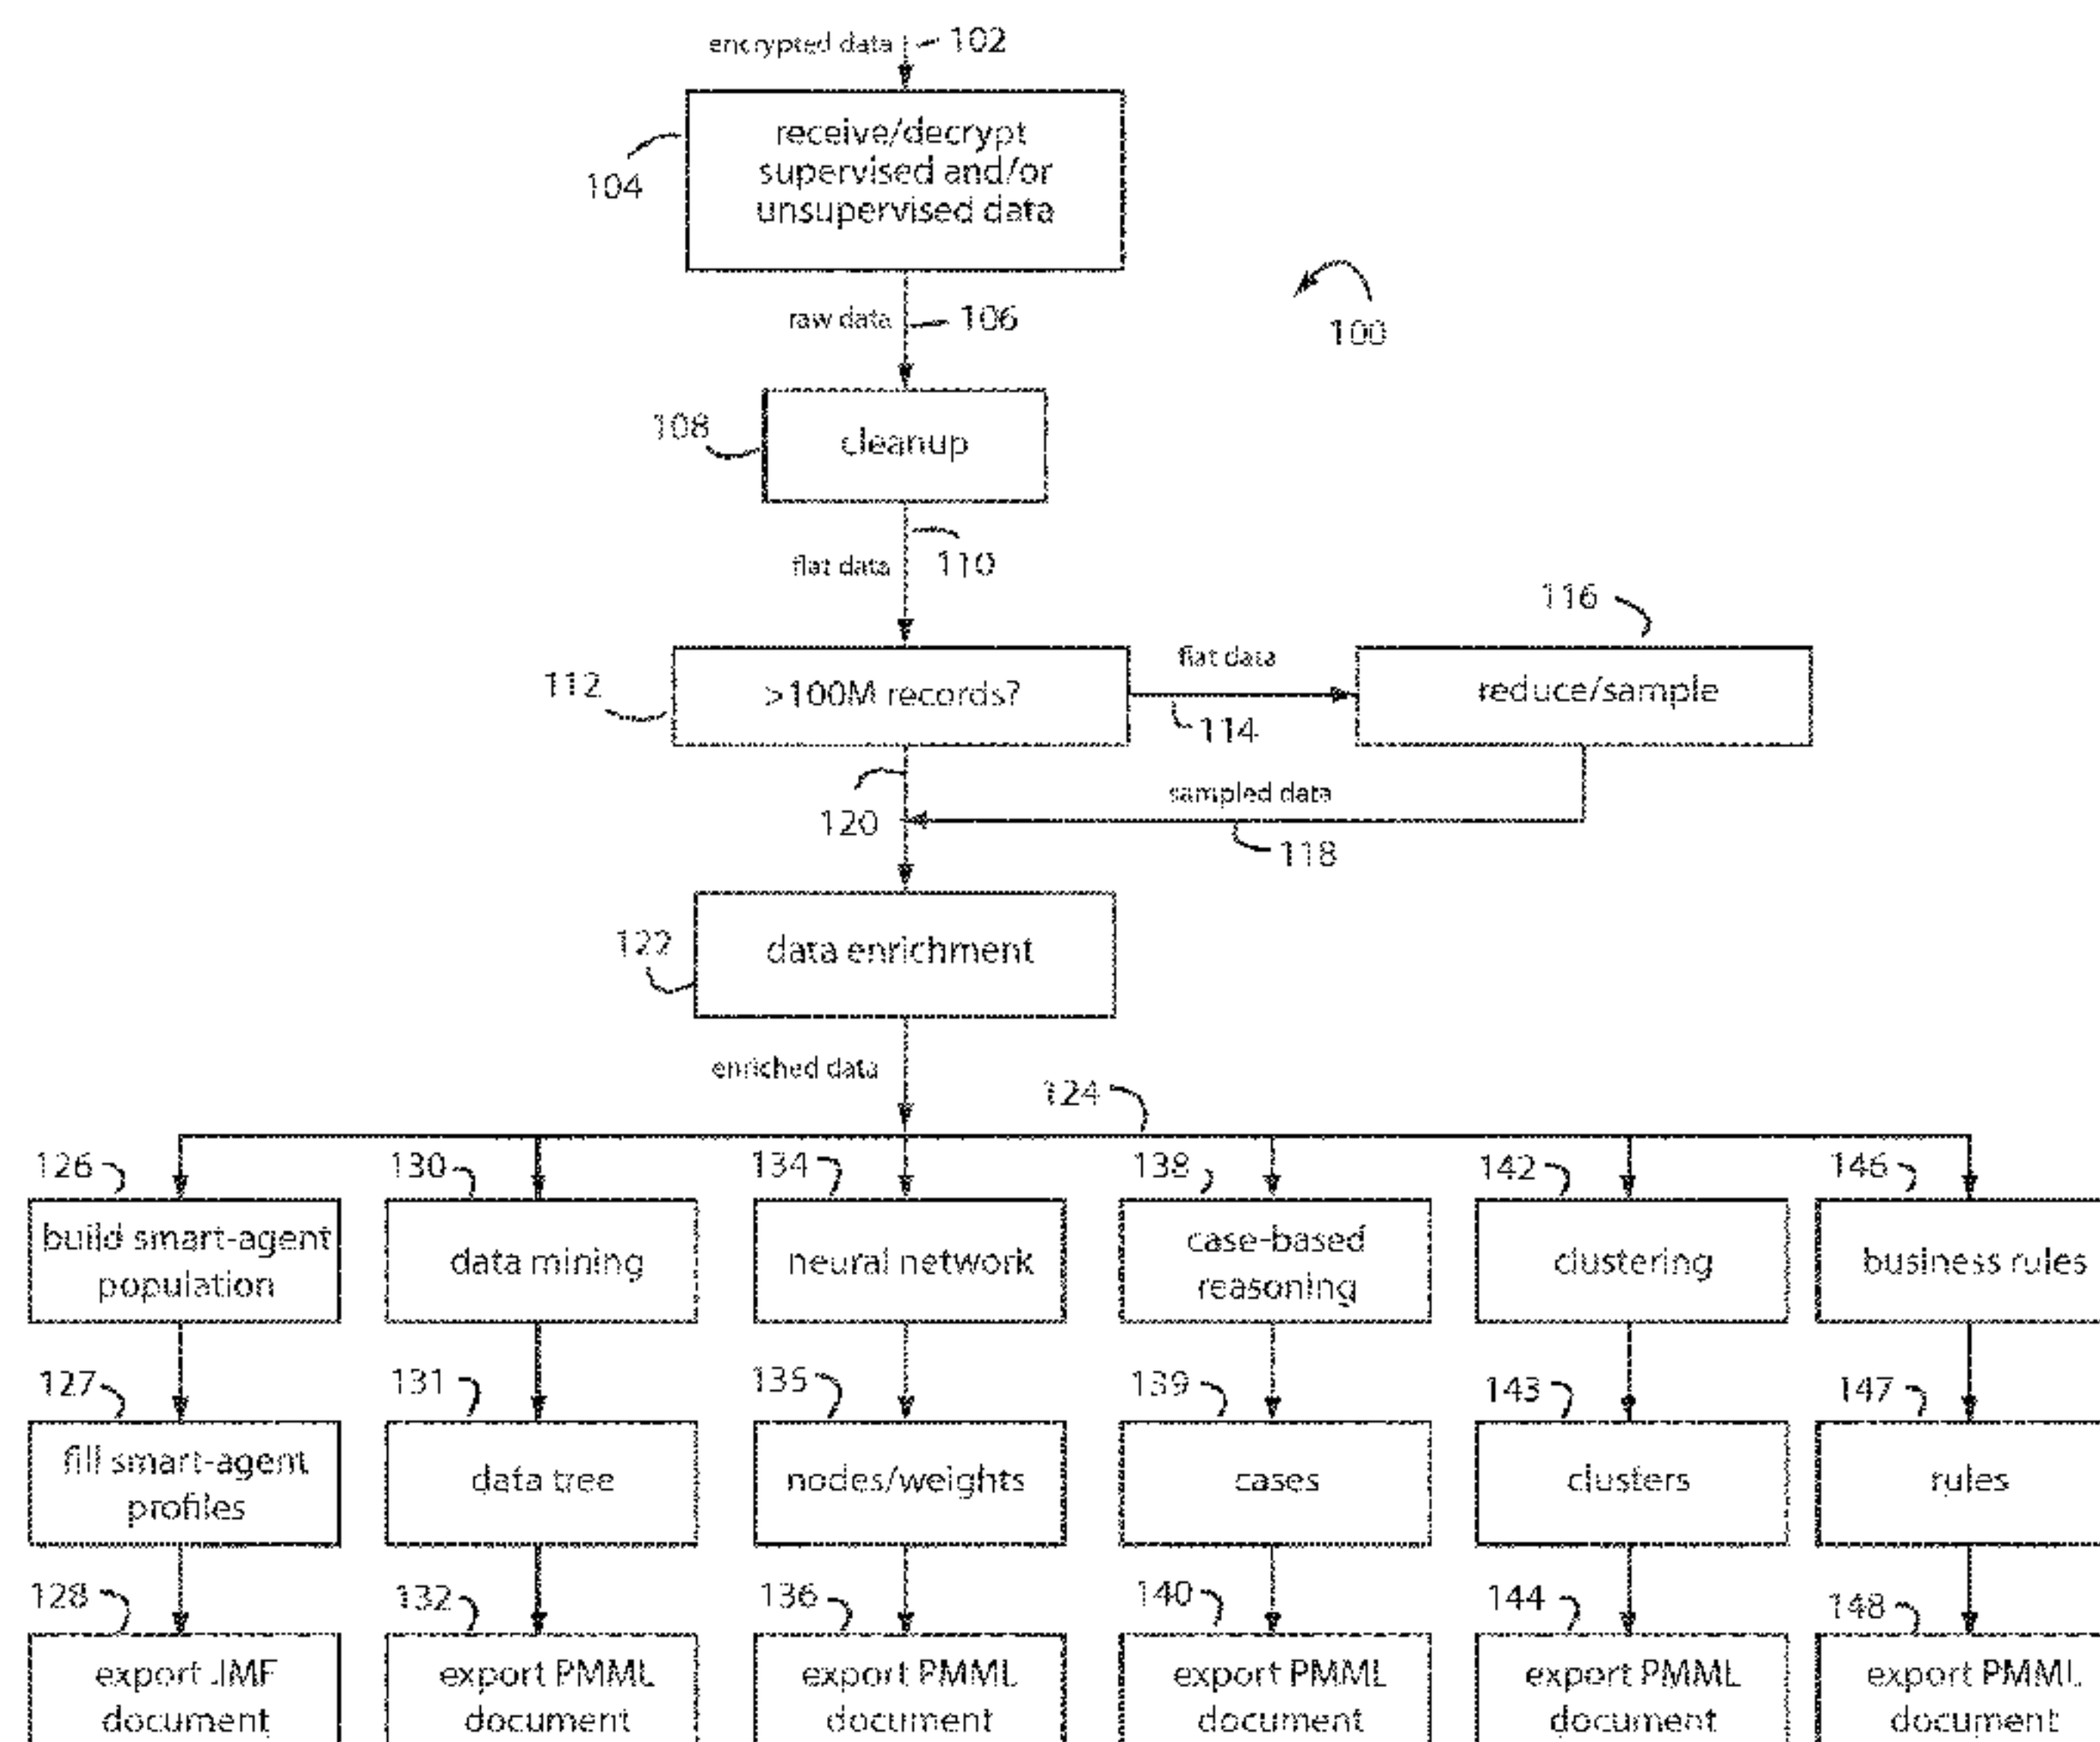 encrypted data
102
receive/decrypt
supervised and/or
unsupervised data
104
raw data
106
100
108
cleanup
flat data
110
116
112
>100M records?
flat data
114
reduce/sample
120
sampled data
118
122
data enrichment
enriched data
124
126
130
134
138
142
146
build smart-agent
population
data mining
neural network
case-based
reasoning
clustering
business rules
127
131
135
139
143
147
fill smart-agent
profiles
data tree
nodes/weights
cases
clusters
rules
128
132
136
140
144
148
export JMF
document
export PMML
document
export PMML
document
export PMML
document
export PMML
document
export PMML
document